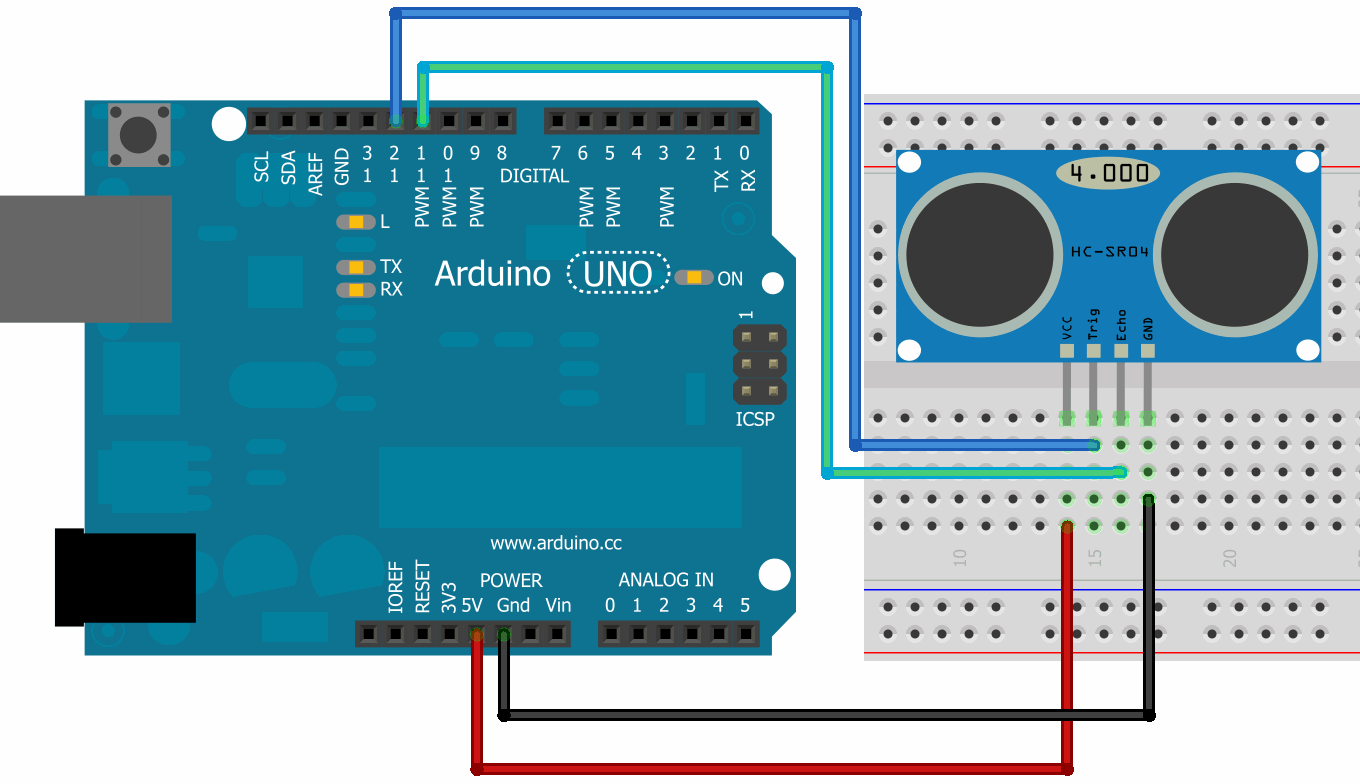 4.000
SCL SDA AREF GND 13 12 11 10 9 8 7 6 5 4 3 2 1 0
PWM PWM PWM DIGITAL PWM PWM PWM TX RX
L
TX
RX
Arduino UNO ON
HC-SR04
1
VCC Trig Echo GND
ICSP
www.arduino.cc
10 15 20
POWER ANALOG IN
IOREF RESET 3V3 5V Gnd Vin 0 1 2 3 4 5